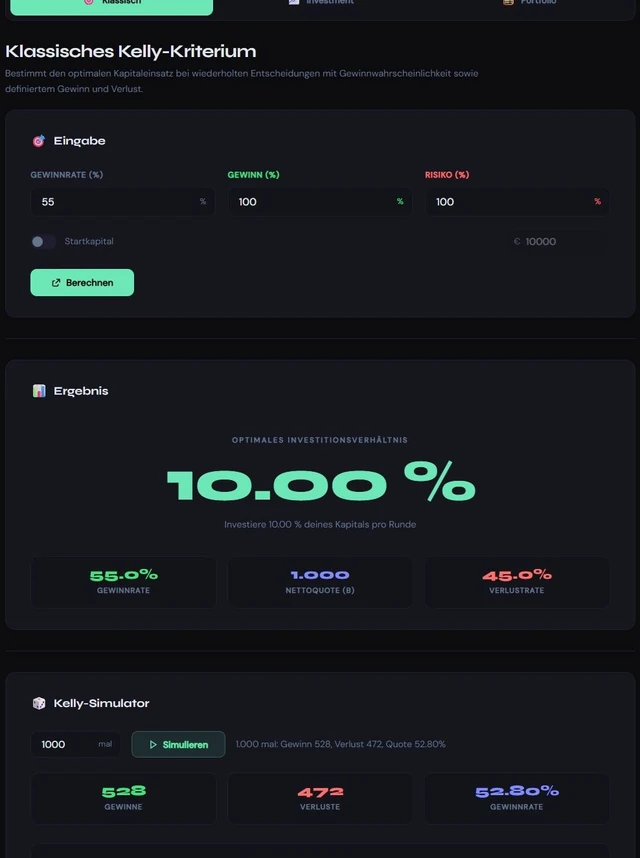 Klassisch
Investment
Portfolio
Klassisches Kelly-Kriterium
Bestimmt den optimalen Kapitaleinsatz bei wiederholten Entscheidungen mit Gewinnwahrscheinlichkeit sowie
definiertem Gewinn und Verlust.
Eingabe
GEWINNRATE (%)
GEWINN (%)
RISIKO (%)
55 %
100 %
100 %
Startkapital
€ 10000
Berechnen
Ergebnis
OPTIMALES INVESTITIONSVERHÄLTNIS
10.00 %
Investiere 10.00 % deines Kapitals pro Runde
55.0%
1.000
45.0%
GEWINNRATE
NETTOQUOTE (B)
VERLUSTRATE
Kelly-Simulator
1000 mal
Simulieren
1.000 mal: Gewinn 528, Verlust 472, Quote 52.80%
528
472
52.80%
GEWINNE
VERLUSTE
GEWINNRATE